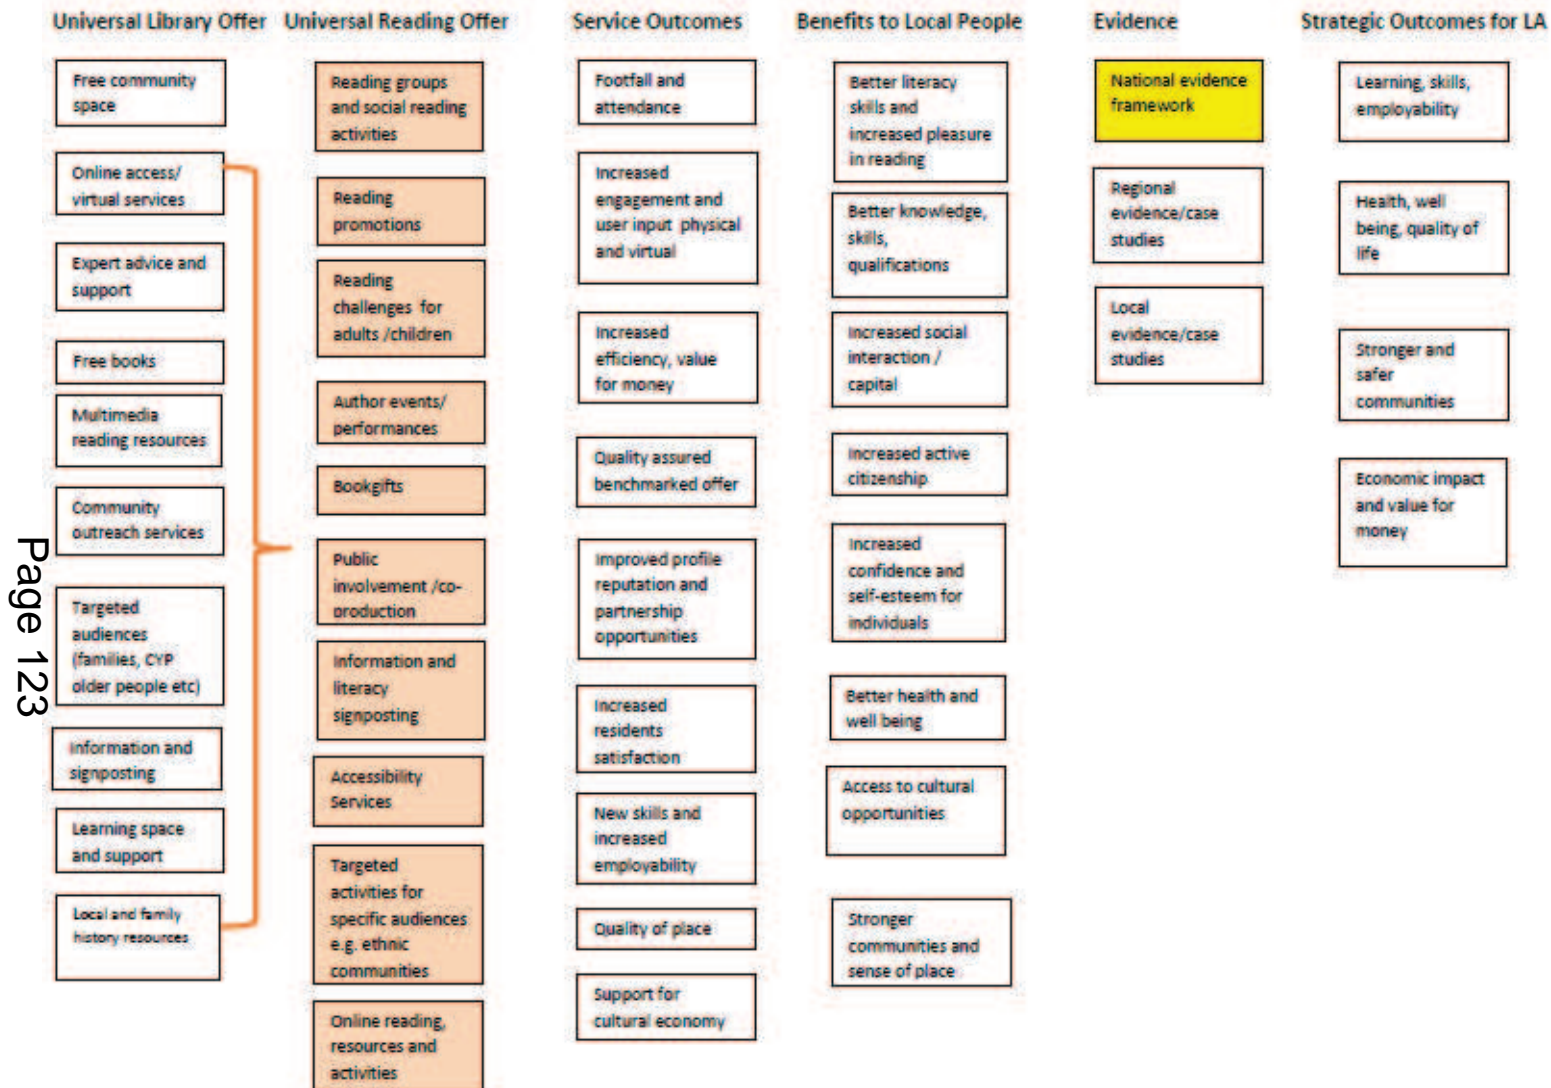 Universal Library Offer
Free community
space
Online access/
virtual services
Expert advice and
support
Free books
Multimedia
reading resources
Community
outreach services
Targeted
audiences
(families, CYP
older people etc)
Information and
signposting
Learning space
and support
Local and family
history resources
Universal Reading Offer
Reading groups
and social reading
activities
Reading
promotions
Reading
challenges for
adults /children
Author events/
performances
Bookgifts
Public
involvement /co-
production
Information and
literacy
signposting
Accessibility
Services
Targeted
activities for
specific audiences
e.g. ethnic
communities
Online reading,
resources and
activities
Service Outcomes
Footfall and
attendance
Increased
engagement and
user input physical
and virtual
Increased
efficiency, value
for money
Quality assured
benchmarked offer
Improved profile
reputation and
partnership
opportunities
Increased
residents
satisfaction
New skills and
increased
employability
Quality of place
Support for
cultural economy
Benefits to Local People
Better literacy
skills and
increased pleasure
in reading
Better knowledge,
skills,
qualifications
Increased social
interaction /
capital
Increased active
citizenship
Increased
confidence and
self-esteem for
individuals
Better health and
well being
Access to cultural
opportunities
Stronger
communities and
sense of place
Evidence
National evidence
framework
Regional
evidence/case
studies
Local
evidence/case
studies
Strategic Outcomes for LA
Learning, skills,
employability
Health, well
being, quality of
life
Stronger and
safer
communities
Economic impact
and value for
money
Page 123